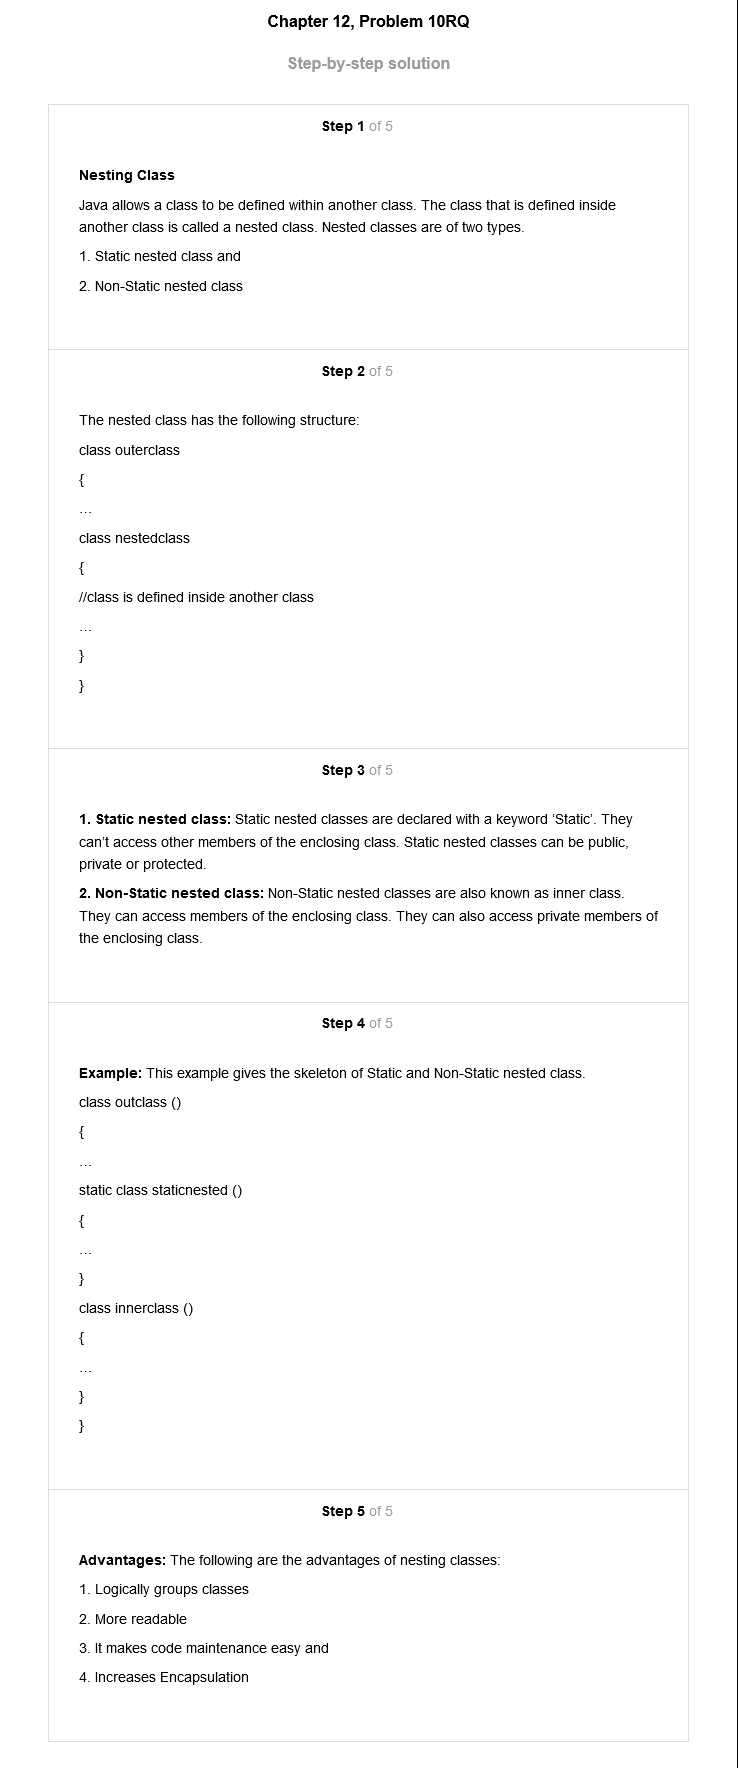 Chapter 12, Problem 10RQ
Step-by-step solution
Step 1 of 5
Nesting Class
Java allows a class to be defined within another class. The class that is defined inside
another class is called a nested class. Nested classes are of two types.
1. Static nested class and
2. Non-Static nested class
Step 2 of 5
The nested class has the following structure:
class outerclass
{
...
class nestedclass
{
//class is defined inside another class
...
}
}
Step 3 of 5
1. Static nested class: Static nested classes are declared with a keyword ‘Static’. They
can’t access other members of the enclosing class. Static nested classes can be public,
private or protected.
2. Non-Static nested class: Non-Static nested classes are also known as inner class.
They can access members of the enclosing class. They can also access private members of
the enclosing class.
Step 4 of 5
Example: This example gives the skeleton of Static and Non-Static nested class.
class outclass ()
{
...
static class staticnested ()
{
...
}
class innerclass ()
{
...
}
}
Step 5 of 5
Advantages: The following are the advantages of nesting classes:
1. Logically groups classes
2. More readable
3. It makes code maintenance easy and
4. Increases Encapsulation